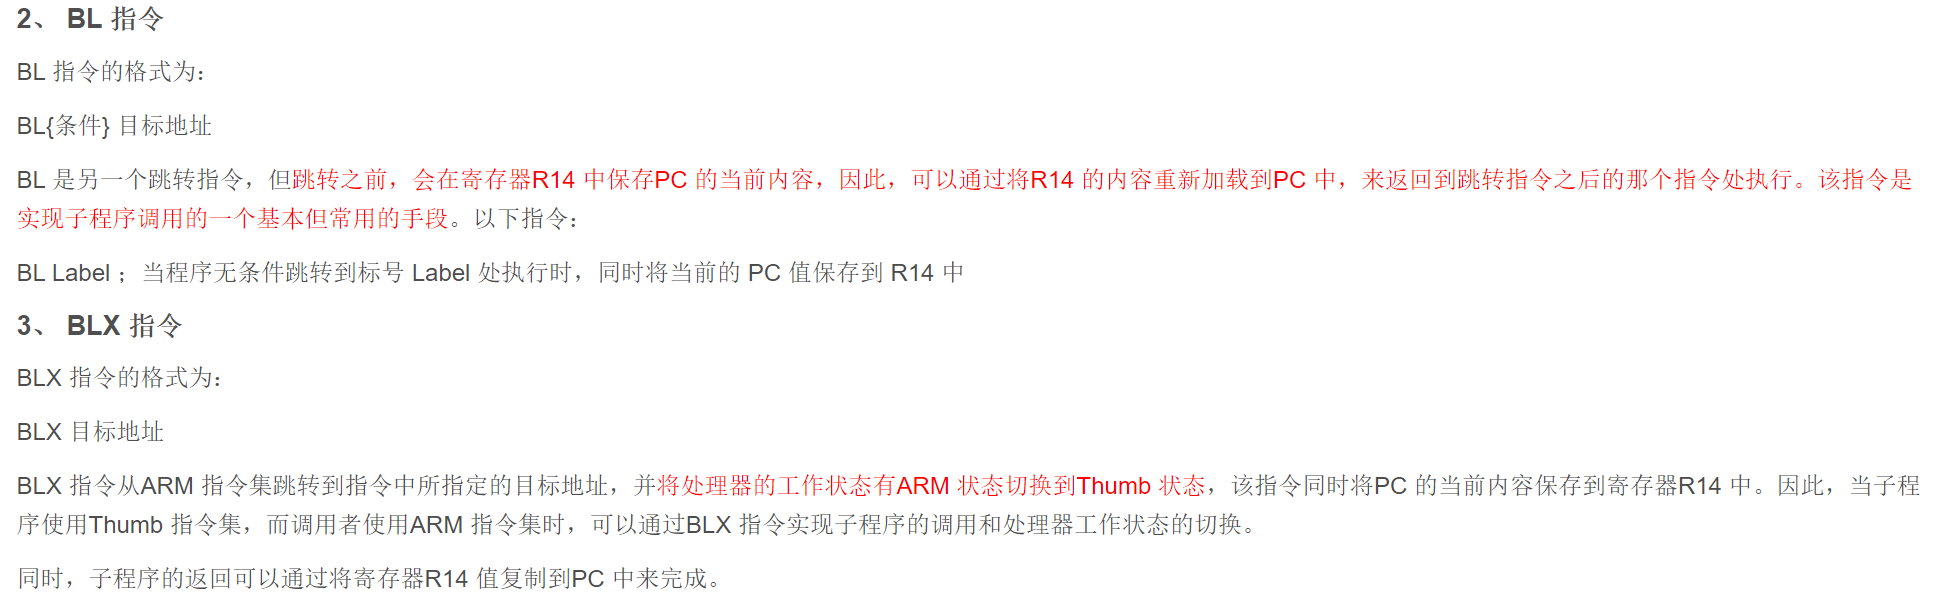 2、 BL 指令
BL 指令的格式为：
BL{条件} 目标地址
BL 是另一个跳转指令，但跳转之前，会在寄存器R14 中保存PC 的当前内容，因此，可以通过将R14 的内容重新加载到PC 中，来返回到跳转指令之后的那个指令处执行。该指令是
实现子程序调用的一个基本但常用的手段。以下指令：
BL Label ；当程序无条件跳转到标号 Label 处执行时，同时将当前的 PC 值保存到 R14 中
3、 BLX 指令
BLX 指令的格式为：
BLX 目标地址
BLX 指令从ARM 指令集跳转到指令中所指定的目标地址，并将处理器的工作状态有ARM 状态切换到Thumb 状态，该指令同时将PC 的当前内容保存到寄存器R14 中。因此，当子程
序使用Thumb 指令集，而调用者使用ARM 指令集时，可以通过BLX 指令实现子程序的调用和处理器工作状态的切换。
同时，子程序的返回可以通过将寄存器R14 值复制到PC 中来完成。